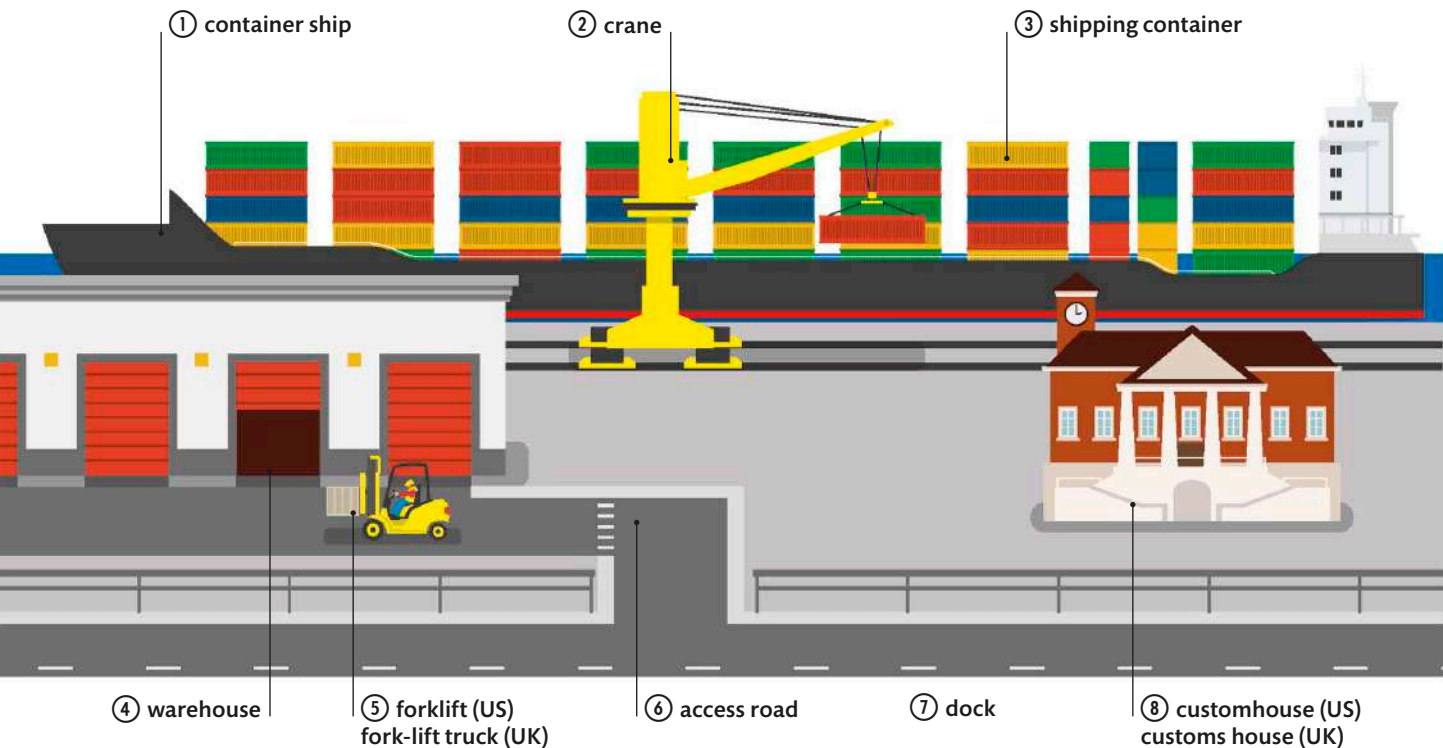 ① container ship
② crane
③ shipping container
④ warehouse
⑤ forklift (US)
fork-lift truck (UK)
⑥ access road
⑦ dock
⑧ customhouse (US)
customs house (UK)